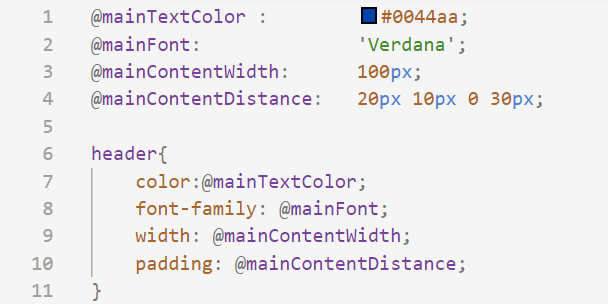 1 @mainTextColor : #0044aa;
2 @mainFont: 'Verdana';
3 @mainContentWidth: 100px;
4 @mainContentDistance: 20px 10px 0 30px;
5
6 header{
7 color:@mainTextColor;
8 font-family: @mainFont;
9 width: @mainContentWidth;
10 padding: @mainContentDistance;
11 }